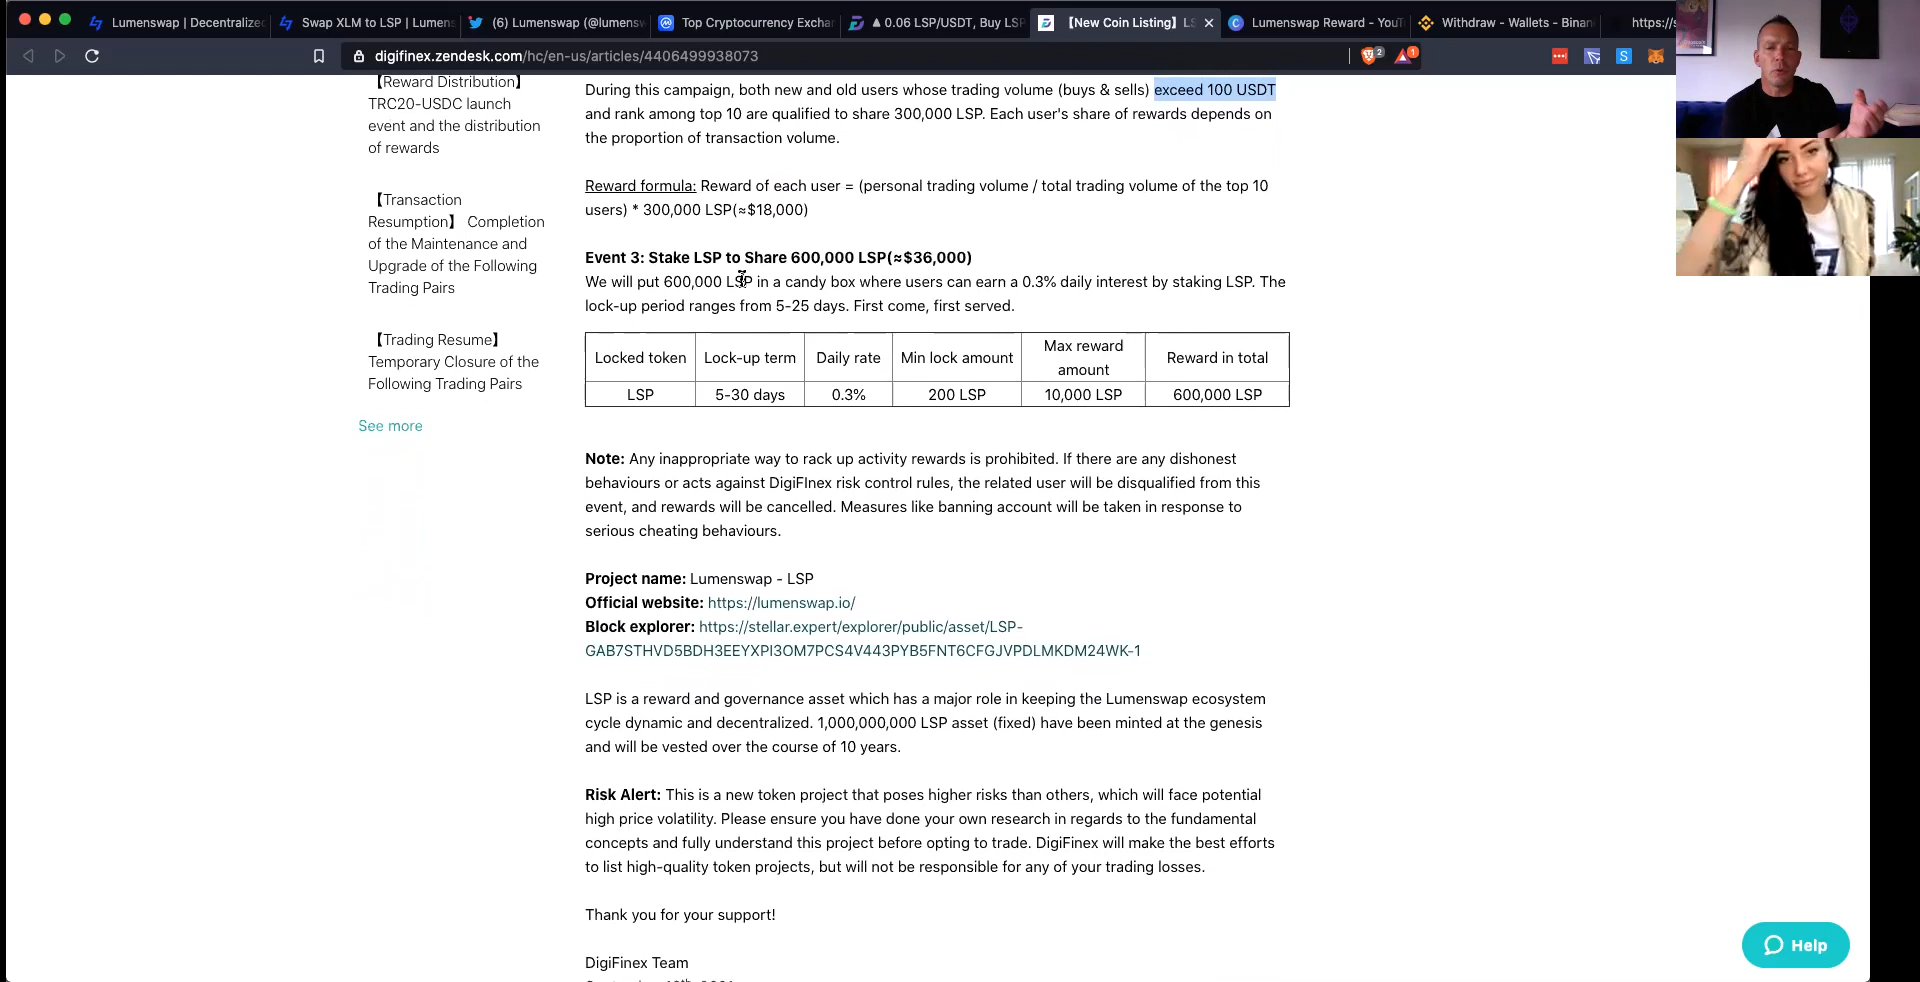 Lumenswap | Decentralized
Swap XLM to LSP | Lumens
(6) Lumenswap (@lumensw
Top Cryptocurrency Exchan
▲ 0.06 LSP/USDT, Buy LSP
【New Coin Listing】LS
Lumenswap Reward - YouT
Withdraw - Wallets - Binan
https://s
digifinex.zendesk.com/hc/en-us/articles/4406499938073
2
1
S
【Reward Distribution】
TRC20-USDC launch
event and the distribution
of rewards
【Transaction
Resumption】 Completion
of the Maintenance and
Upgrade of the Following
Trading Pairs
【Trading Resume】
Temporary Closure of the
Following Trading Pairs
See more
During this campaign, both new and old users whose trading volume (buys & sells) exceed 100 USDT
and rank among top 10 are qualified to share 300,000 LSP. Each user's share of rewards depends on
the proportion of transaction volume.
Reward formula: Reward of each user = (personal trading volume / total trading volume of the top 10
users) * 300,000 LSP(≈$18,000)
Event 3: Stake LSP to Share 600,000 LSP(≈$36,000)
We will put 600,000 LSP in a candy box where users can earn a 0.3% daily interest by staking LSP. The
lock-up period ranges from 5-25 days. First come, first served.
Locked token Lock-up term Daily rate Min lock amount Max reward amount Reward in total
LSP 5-30 days 0.3% 200 LSP 10,000 LSP 600,000 LSP
Note: Any inappropriate way to rack up activity rewards is prohibited. If there are any dishonest
behaviours or acts against DigiFInex risk control rules, the related user will be disqualified from this
event, and rewards will be cancelled. Measures like banning account will be taken in response to
serious cheating behaviours.
Project name: Lumenswap - LSP
Official website: https://lumenswap.io/
Block explorer: https://stellar.expert/explorer/public/asset/LSP-
GAB7STHVD5BDH3EEYXPI3OM7PCS4V443PYB5FNT6CFGJVPDLMKDM24WK-1
LSP is a reward and governance asset which has a major role in keeping the Lumenswap ecosystem
cycle dynamic and decentralized. 1,000,000,000 LSP asset (fixed) have been minted at the genesis
and will be vested over the course of 10 years.
Risk Alert: This is a new token project that poses higher risks than others, which will face potential
high price volatility. Please ensure you have done your own research in regards to the fundamental
concepts and fully understand this project before opting to trade. DigiFinex will make the best efforts
to list high-quality token projects, but will not be responsible for any of your trading losses.
Thank you for your support!
DigiFinex Team
Help